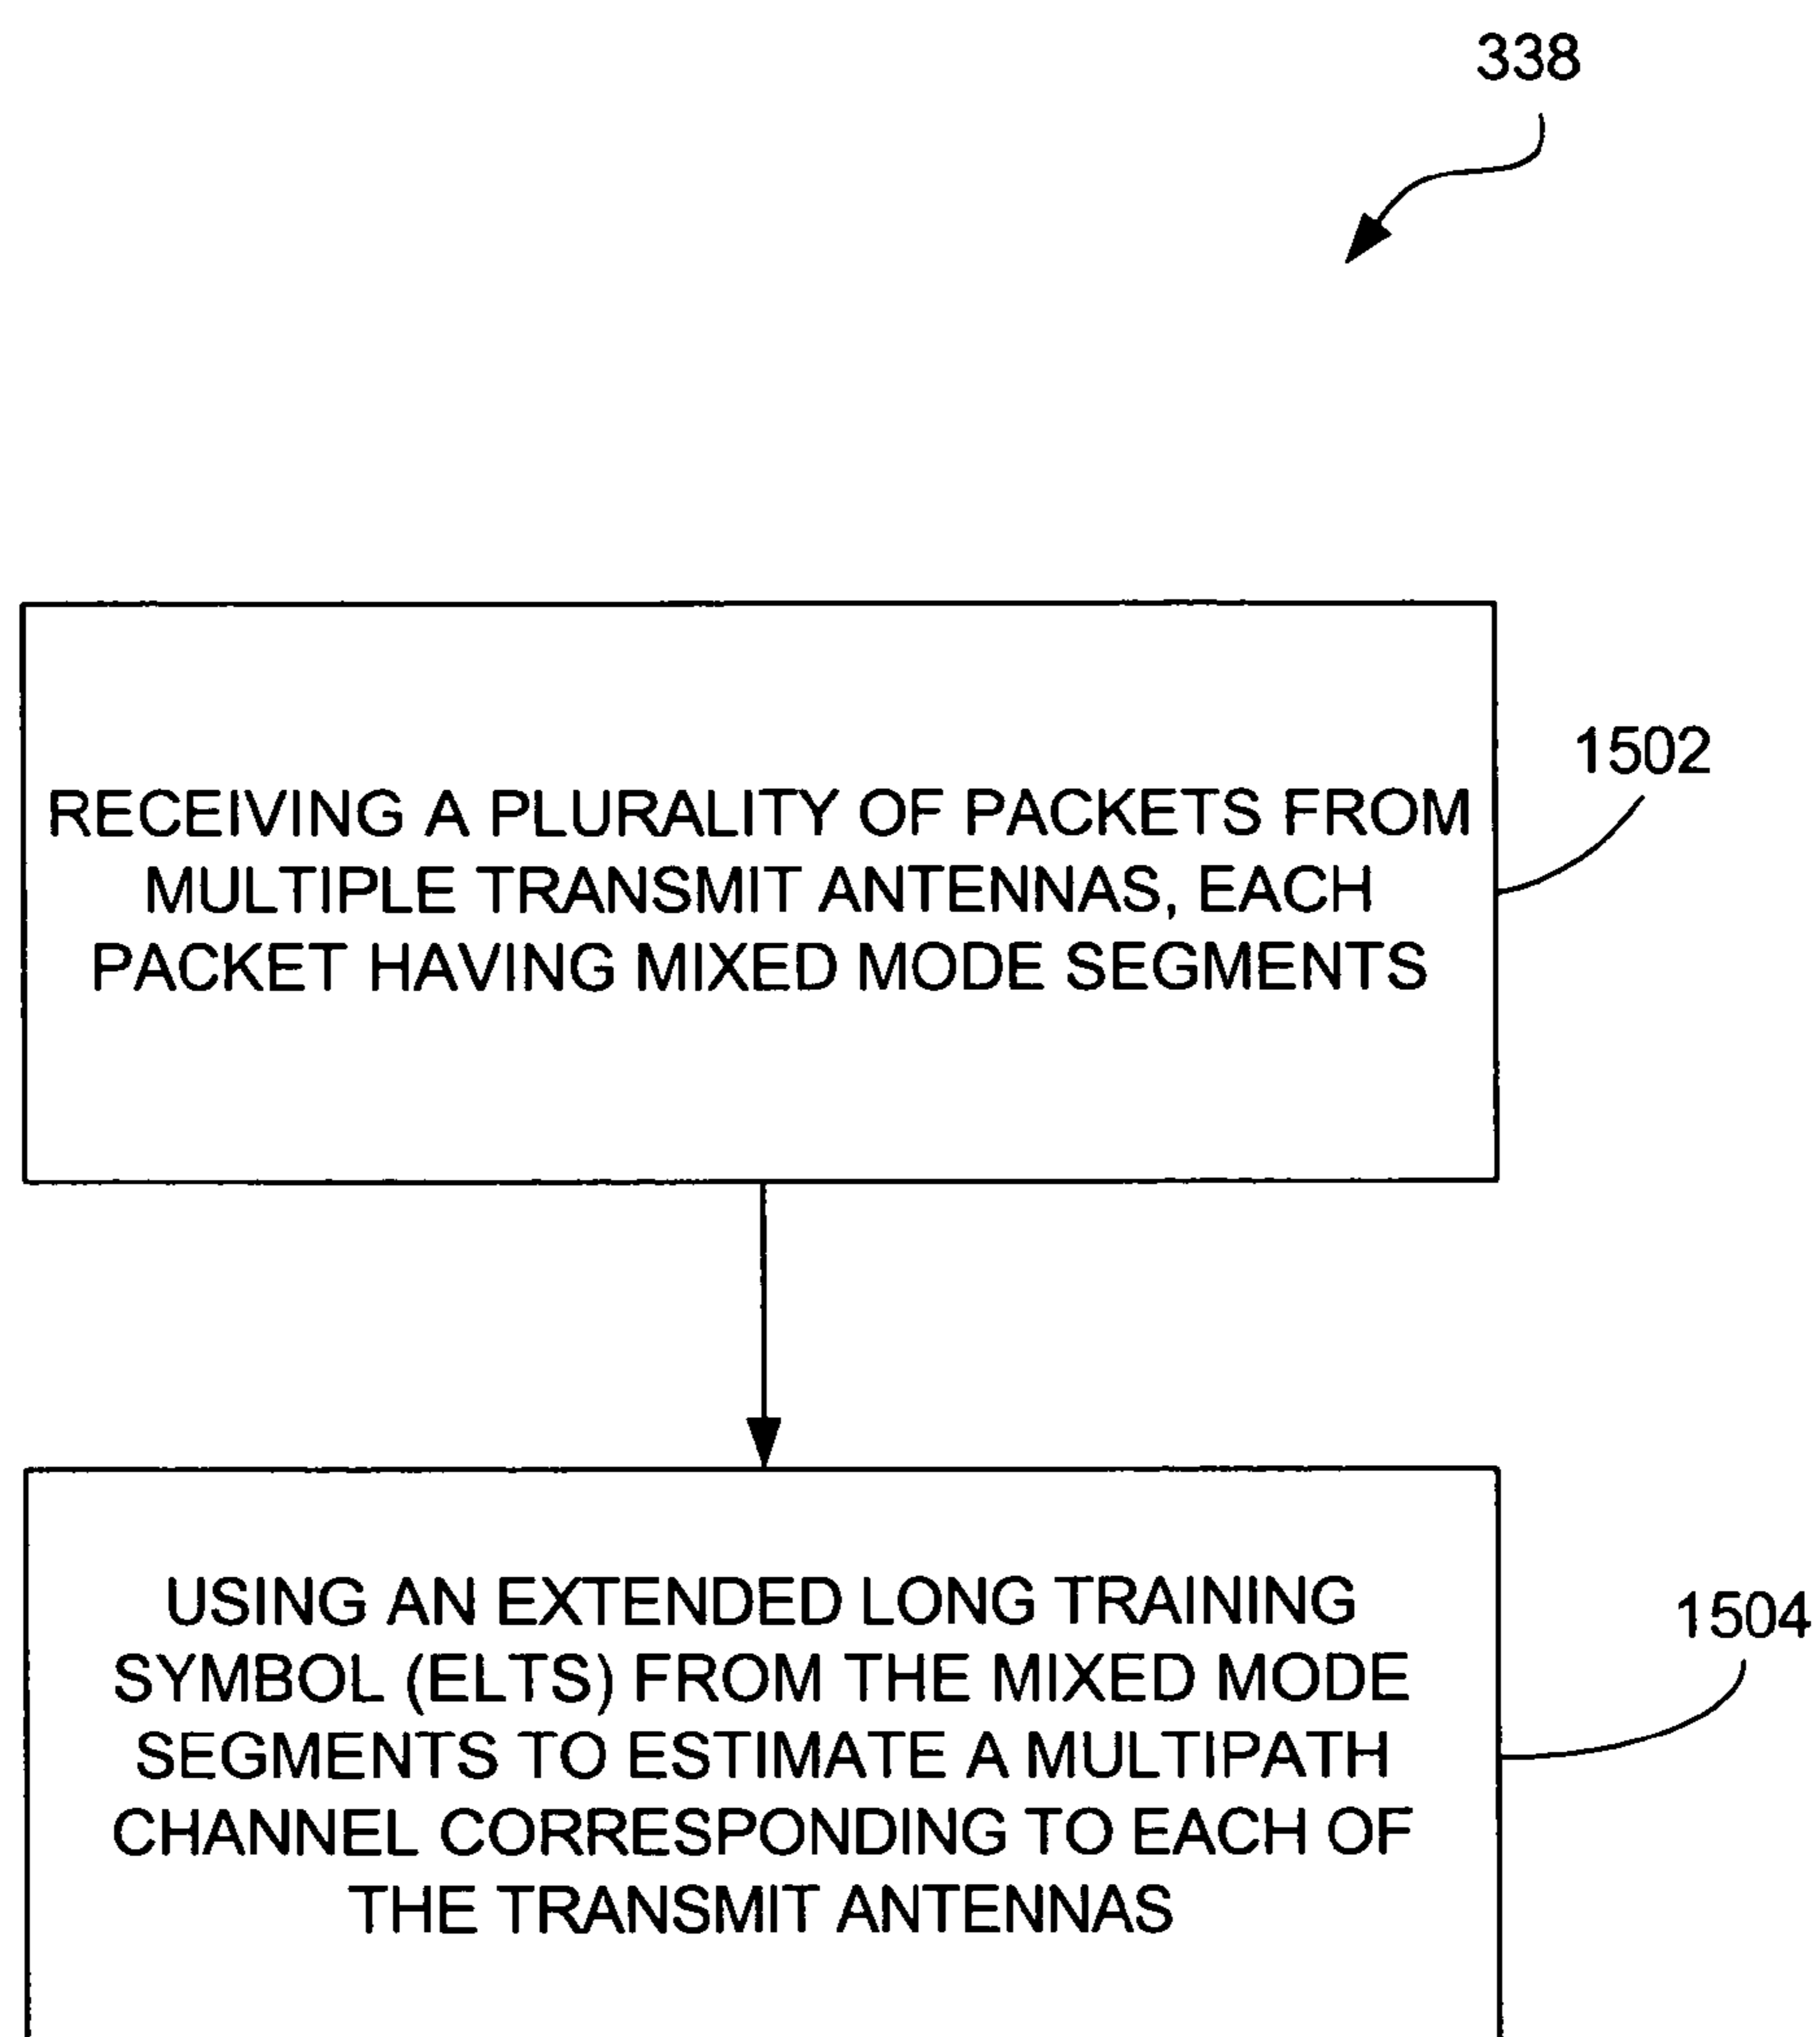 338
RECEIVING A PLURALITY OF PACKETS FROM
MULTIPLE TRANSMIT ANTENNAS, EACH
PACKET HAVING MIXED MODE SEGMENTS
1502
USING AN EXTENDED LONG TRAINING
SYMBOL (ELTS) FROM THE MIXED MODE
SEGMENTS TO ESTIMATE A MULTIPATH
CHANNEL CORRESPONDING TO EACH OF
THE TRANSMIT ANTENNAS
1504